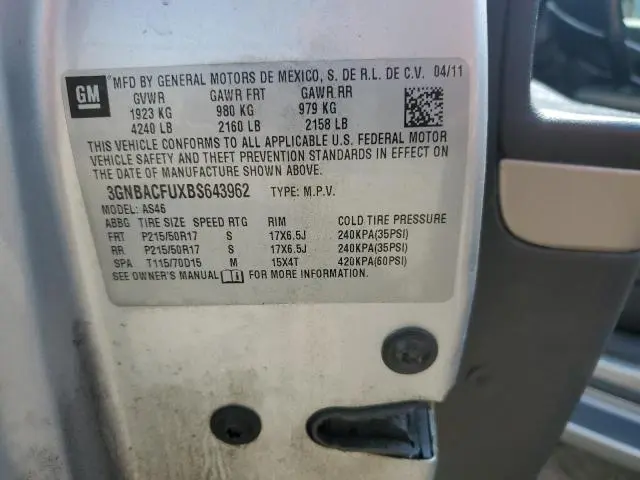 GM
MFD BY GENERAL MOTORS DE MEXICO, S. DE R.L. DE C.V. 04/11
GVWR GAWR FRT GAWR RR
1923 KG 980 KG 979 KG
4240 LB 2160 LB 2158 LB
THIS VEHICLE CONFORMS TO ALL APPLICABLE U.S. FEDERAL MOTOR
VEHICLE SAFETY AND THEFT PREVENTION STANDARDS IN EFFECT ON
THE DATE OF MANUFACTURE SHOWN ABOVE.
3GNBACFUXBS643962 TYPE: M.P.V.
MODEL: AS46
ABBG TIRE SIZE SPEED RTG RIM COLD TIRE PRESSURE
FRT P215/50R17 S 17X6.5J 240KPA(35PSI)
RR P215/50R17 S 17X6.5J 240KPA(35PSI)
SPA T115/70D15 M 15X4T 420KPA(60PSI)
SEE OWNER'S MANUAL FOR MORE INFORMATION.